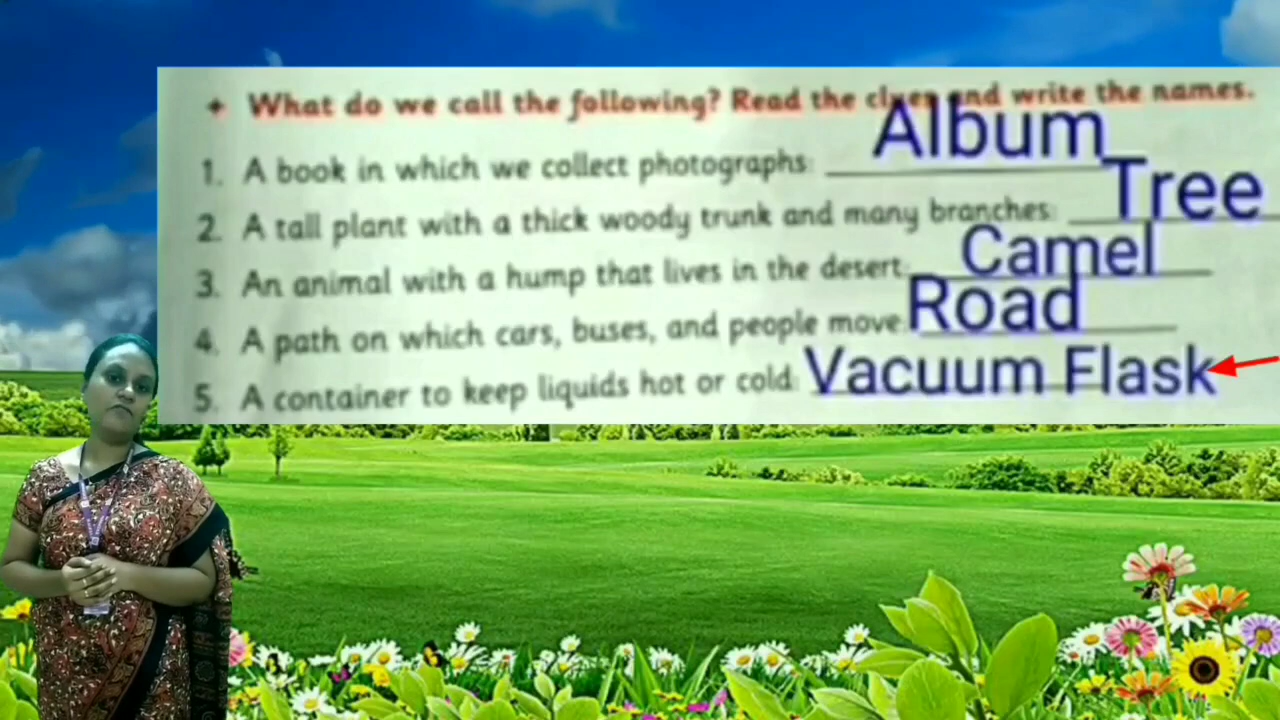 + What do we call the following? Read the clues and write the names.
1. A book in which we collect photographs: Album
2. A tall plant with a thick woody trunk and many branches: Tree
3. An animal with a hump that lives in the desert: Camel
4. A path on which cars, buses, and people move: Road
5. A container to keep liquids hot or cold: Vacuum Flask